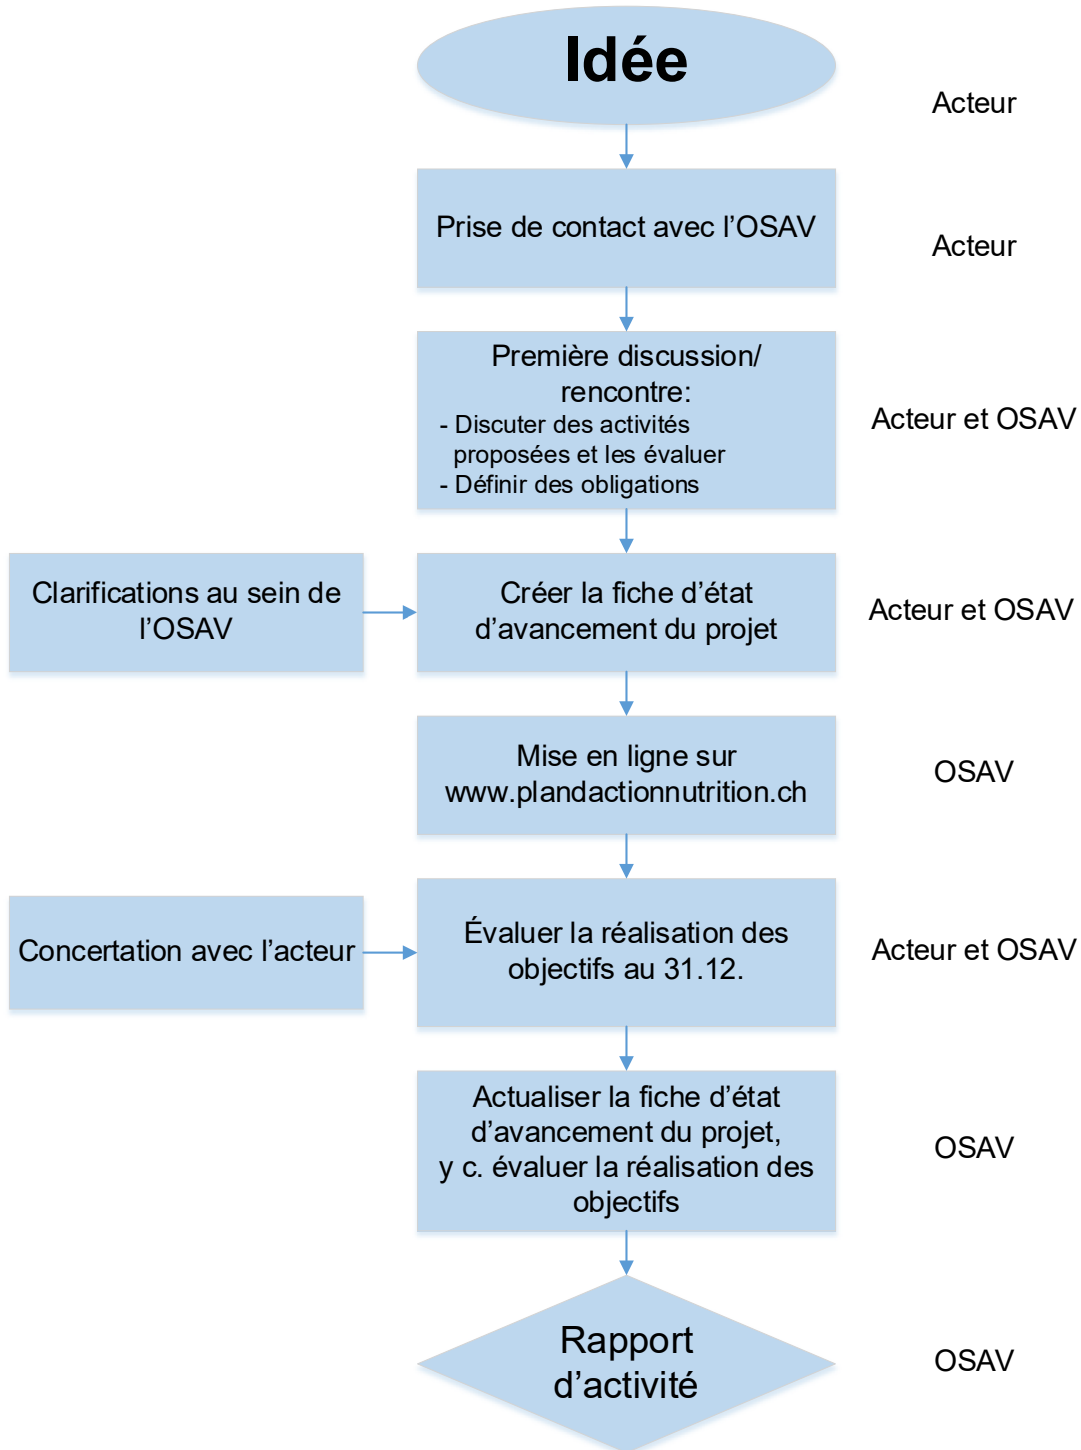 Idée
Acteur
Prise de contact avec l’OSAV
Acteur
Première discussion/
rencontre:
- Discuter des activités
proposées et les évaluer
- Définir des obligations
Acteur et OSAV
Clarifications au sein de
l’OSAV
Créer la fiche d’état
d’avancement du projet
Acteur et OSAV
Mise en ligne sur
www.plandactionnutrition.ch
OSAV
Concertation avec l’acteur
Évaluer la réalisation des
objectifs au 31.12.
Acteur et OSAV
Actualiser la fiche d’état
d’avancement du projet,
y c. évaluer la réalisation des
objectifs
OSAV
Rapport
d’activité
OSAV